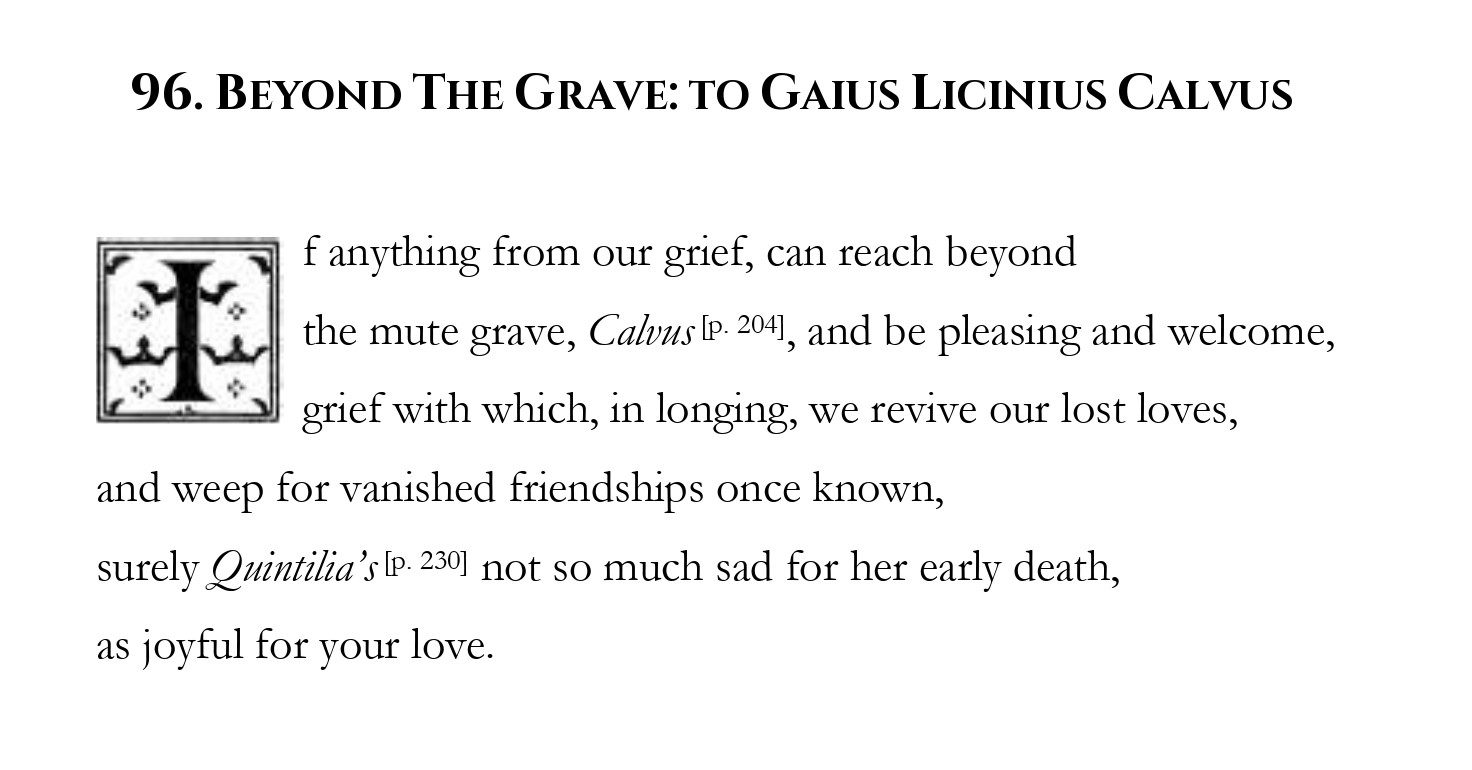 96. Beyond The Grave: to Gaius Licinius Calvus
If anything from our grief, can reach beyond
the mute grave, Calvus [p. 204], and be pleasing and welcome,
grief with which, in longing, we revive our lost loves,
and weep for vanished friendships once known,
surely Quintilia’s [p. 230] not so much sad for her early death,
as joyful for your love.